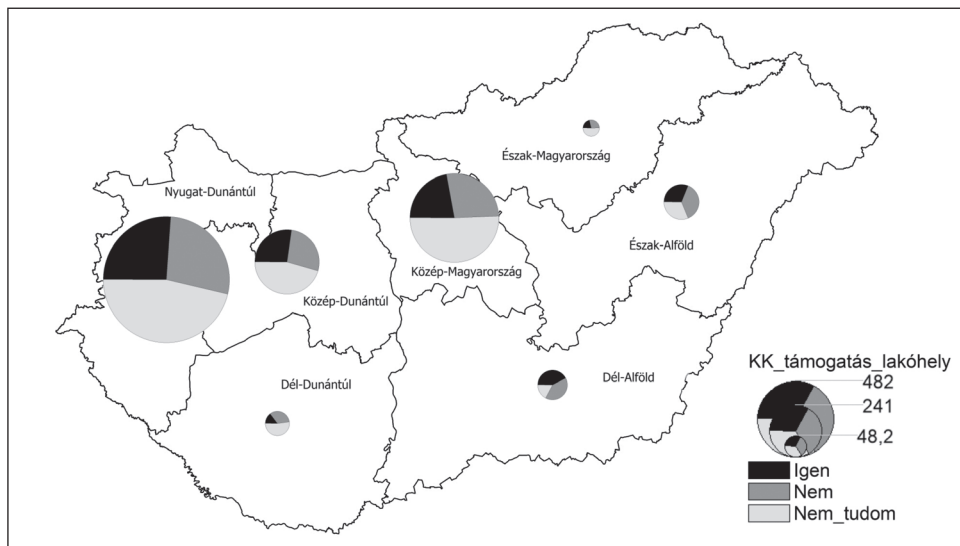 Észak-Magyarország
Nyugat-Dunántúl
Észak-Alföld
Közép-Magyarország
Közép-Dunántúl
Dél-Dunántúl
Dél-Alföld
KK_támogatás_lakóhely
482
241
48,2
Igen
Nem
Nem_tudom